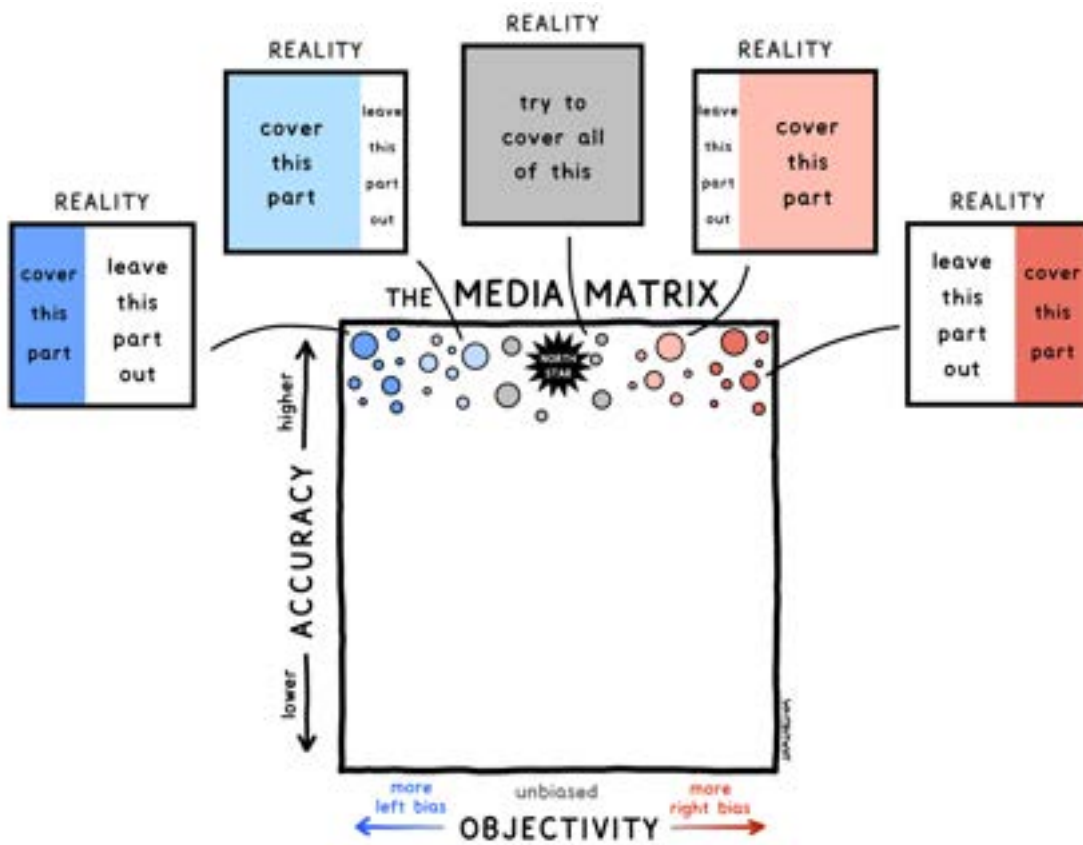 REALITY
try to
cover all
of this
REALITY
cover
this
part
leave
this
part
out
REALITY
leave
this
part
out
cover
this
part
REALITY
cover
this
part
leave
this
part
out
REALITY
leave
this
part
out
cover
this
part
THE MEDIA MATRIX
NORTH
STAR
higher
ACCURACY
lower
more
left bias
unbiased
more
right bias
OBJECTIVITY